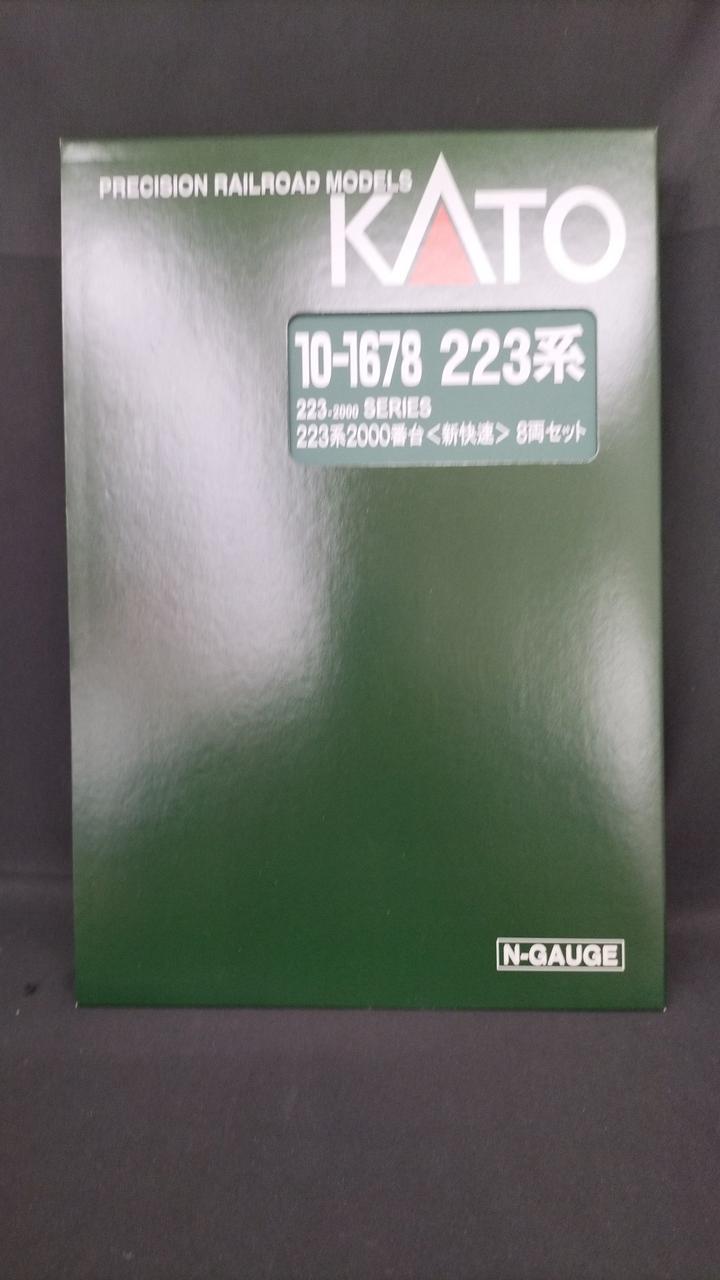 PRECISION RAILROAD MODELS
KATO
10-1678 223系
223-2000 SERIES
223系2000番台<新快速> 8両セット
N-GAUGE